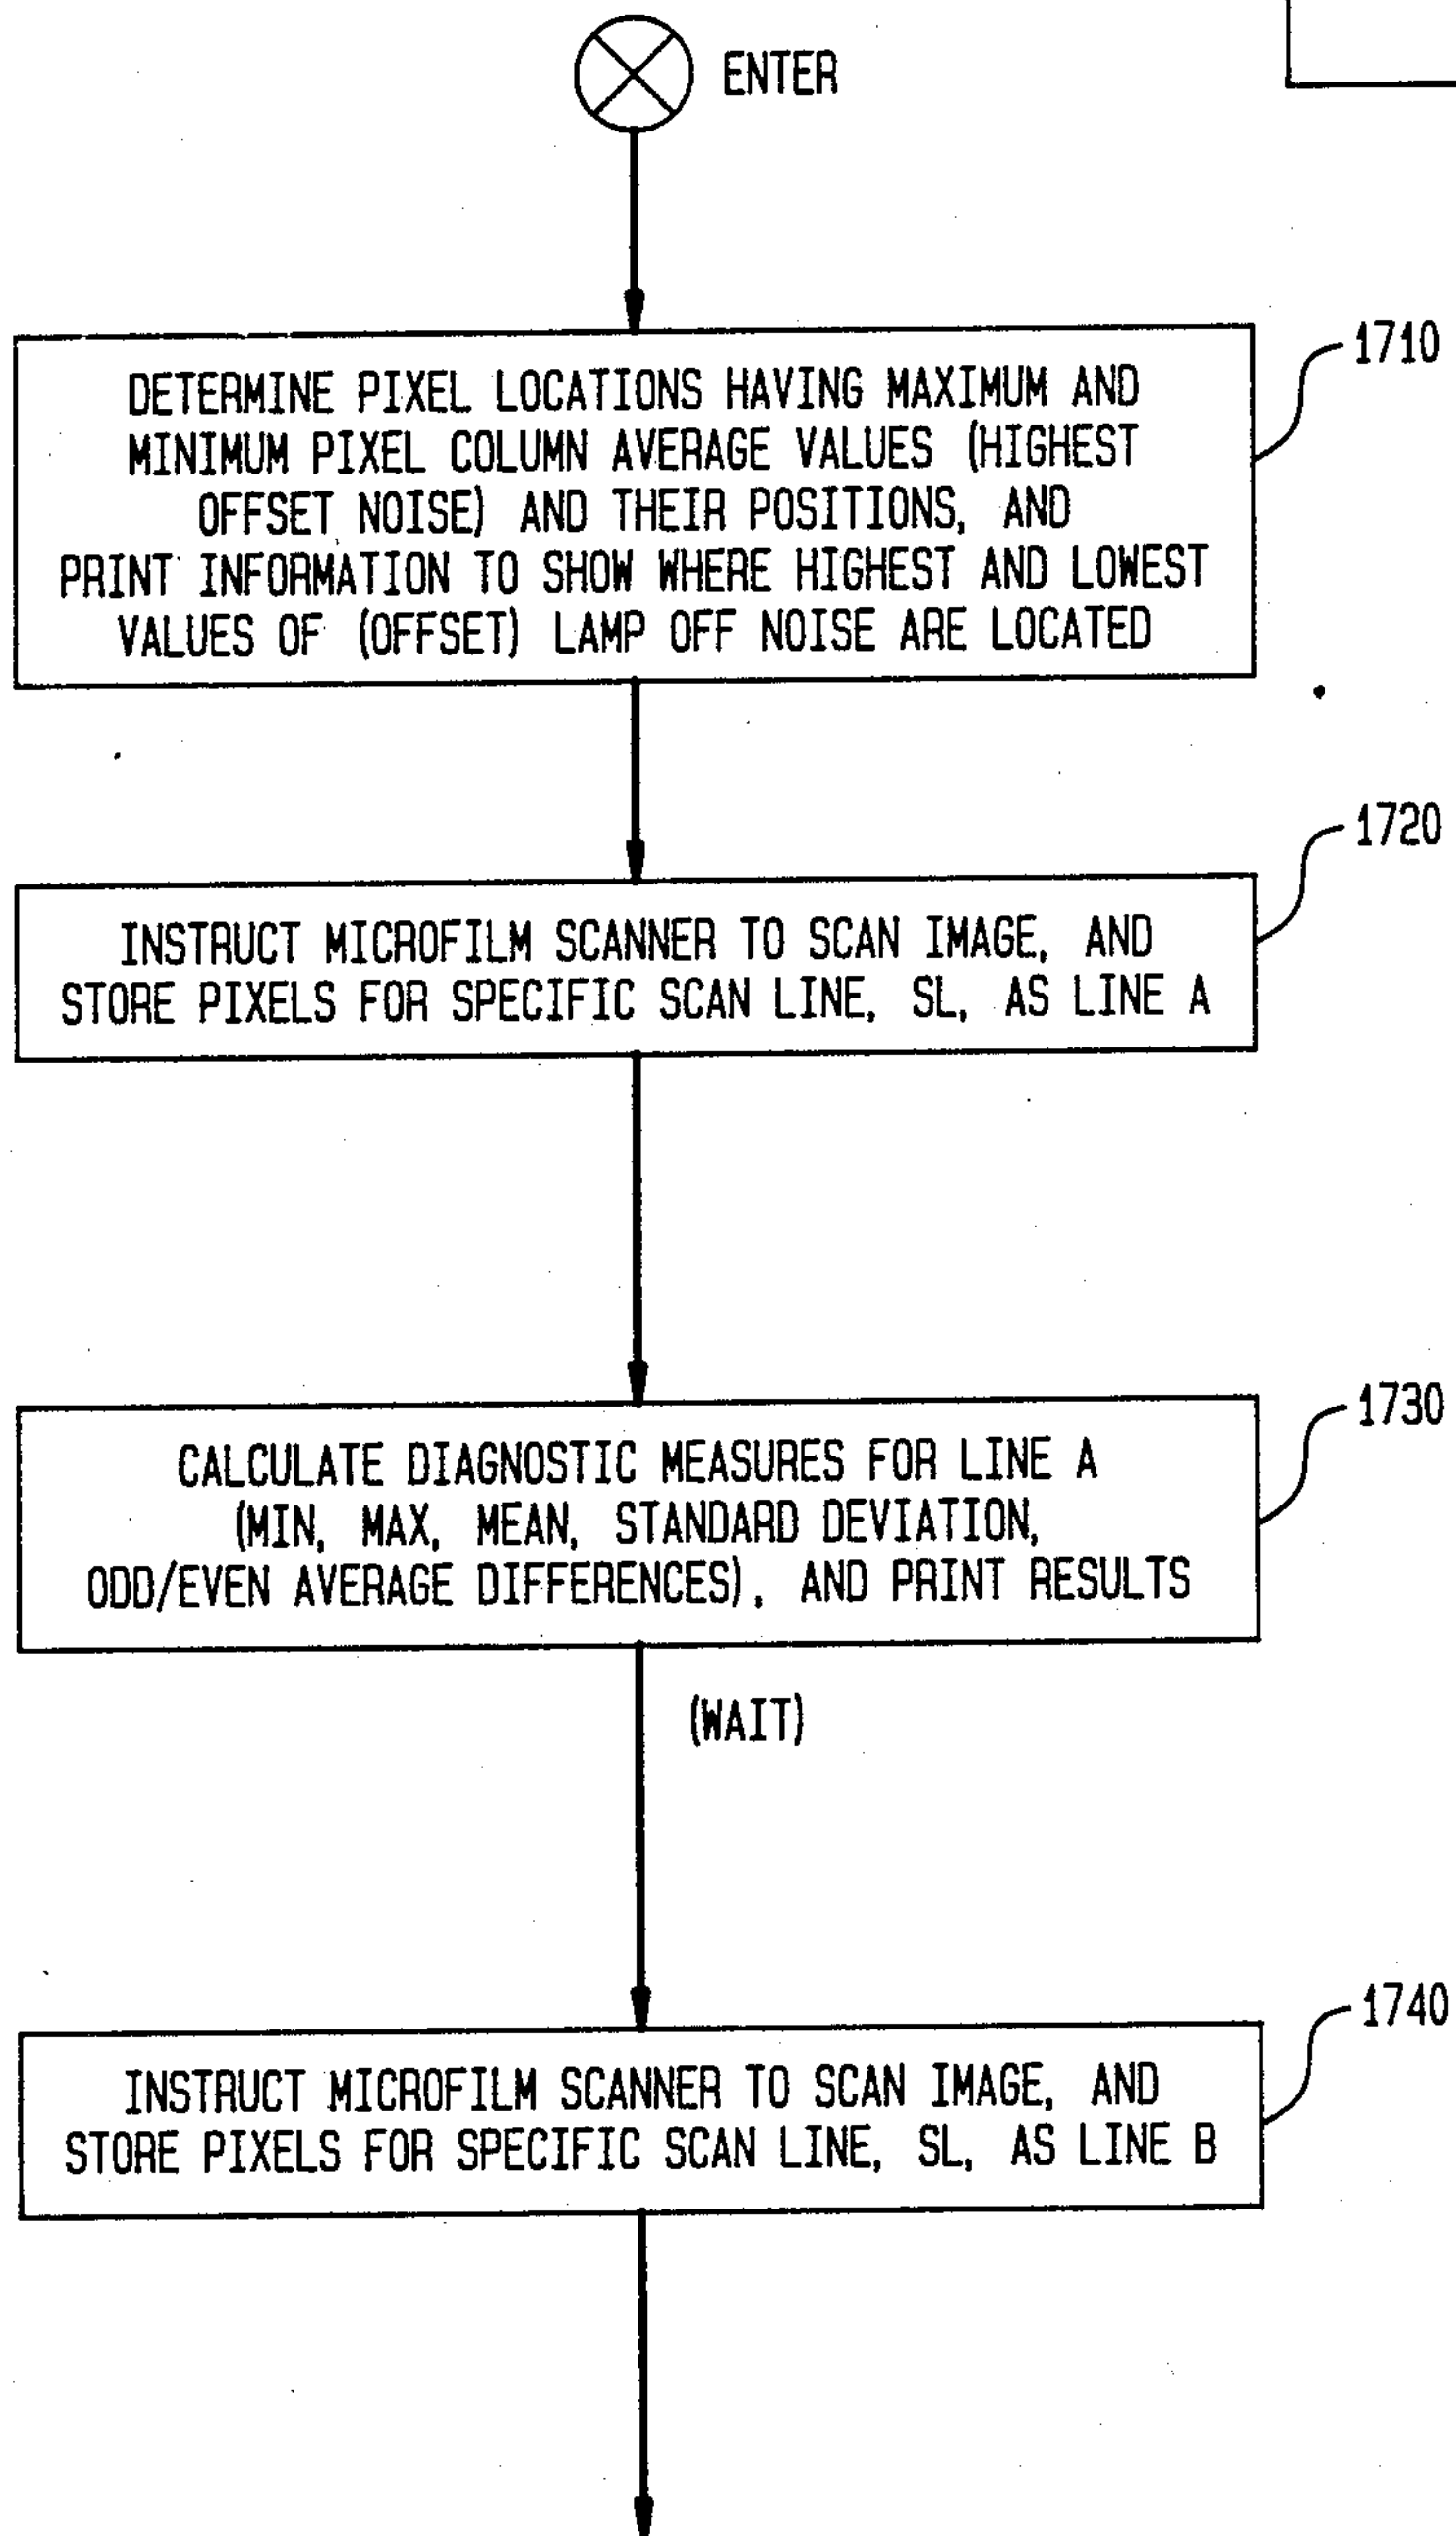 ENTER
1710
DETERMINE PIXEL LOCATIONS HAVING MAXIMUM AND
MINIMUM PIXEL COLUMN AVERAGE VALUES (HIGHEST
OFFSET NOISE) AND THEIR POSITIONS, AND
PRINT INFORMATION TO SHOW WHERE HIGHEST AND LOWEST
VALUES OF (OFFSET) LAMP OFF NOISE ARE LOCATED
1720
INSTRUCT MICROFILM SCANNER TO SCAN IMAGE, AND
STORE PIXELS FOR SPECIFIC SCAN LINE, SL, AS LINE A
1730
CALCULATE DIAGNOSTIC MEASURES FOR LINE A
(MIN, MAX, MEAN, STANDARD DEVIATION,
ODD/EVEN AVERAGE DIFFERENCES), AND PRINT RESULTS
(WAIT)
1740
INSTRUCT MICROFILM SCANNER TO SCAN IMAGE, AND
STORE PIXELS FOR SPECIFIC SCAN LINE, SL, AS LINE B